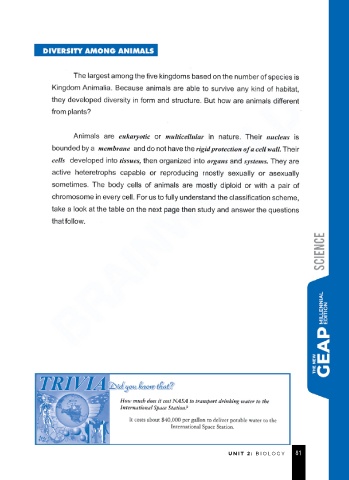 DIVERSITY AMONG ANIMALS
The largest among the five kingdoms based on the number of species is
Kingdom Animalia. Because animals are able to survive any kind of habitat,
they developed diversity in form and structure. But how are animals different
from plants?
Animals are eukaryotic or multicellular in nature. Their nucleus is
bounded by a membrane and do not have the rigid protection of a cell wall. Their
cells developed into tissues, then organized into organs and systems. They are
active heteretrophs capable or reproducing mostly sexually or asexually
sometimes. The body cells of animals are mostly diploid or with a pair of
chromosome in every cell. For us to fully understand the classification scheme,
take a look at the table on the next page then study and answer the questions
that follow.
SCIENCE
THE NEW
GEAP
MILLENNIAL
EDITION
TRIVIA Did you know that?
How much does it cost NASA to transport drinking water to the
International Space Station?
It costs about $40,000 per gallon to deliver potable water to the
International Space Station.
UNIT 2: BIOLOGY 51